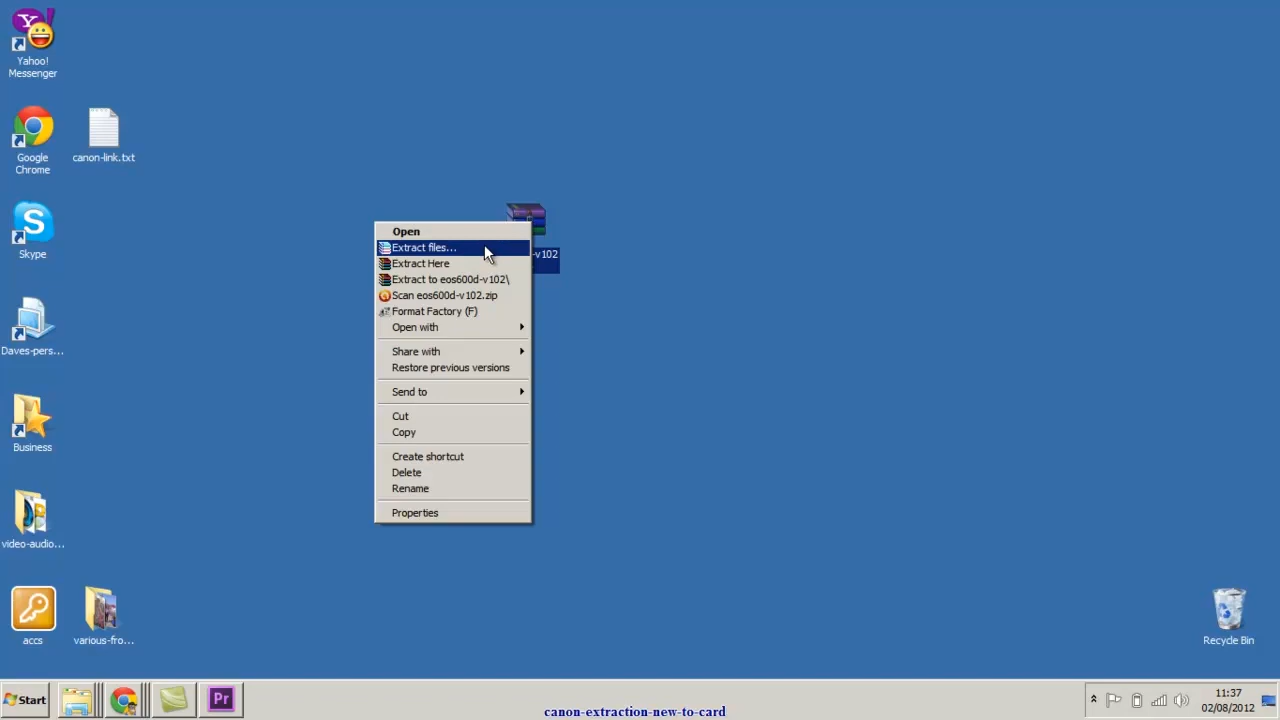 Yahoo!
Messenger
Google
Chrome
canon-link.txt
Skype
Daves-pers...
Business
video-audio...
accs
various-fro...
-v102
Open
Extract files...
Extract Here
Extract to eos600d-v102\
Scan eos600d-v102.zip
Format Factory (F)
Open with
Share with
Restore previous versions
Send to
Cut
Copy
Create shortcut
Delete
Rename
Properties
Recycle Bin
Start
Pr
canon-extraction-new-to-card
11:37
02/08/2012